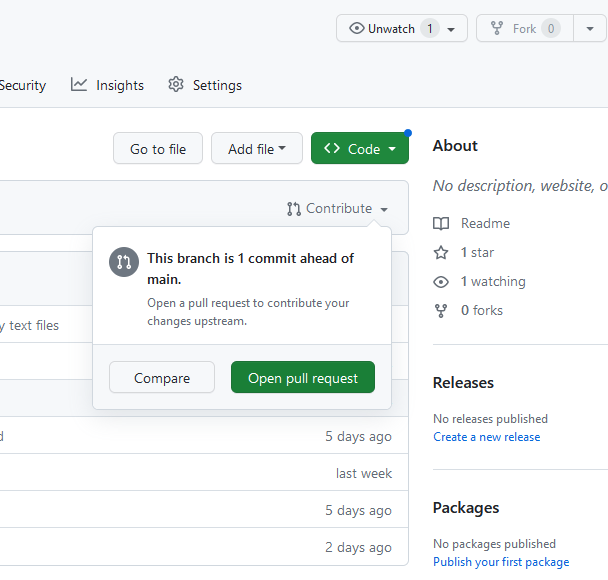 Unwatch 1
Fork 0
Security
Insights
Settings
Go to file
Add file
Code
Contribute
This branch is 1 commit ahead of
main.
Open a pull request to contribute your
changes upstream.
Compare
Open pull request
y text files
d
5 days ago
last week
5 days ago
2 days ago
About
No description, website, o
Readme
1 star
1 watching
0 forks
Releases
No releases published
Create a new release
Packages
No packages published
Publish your first package